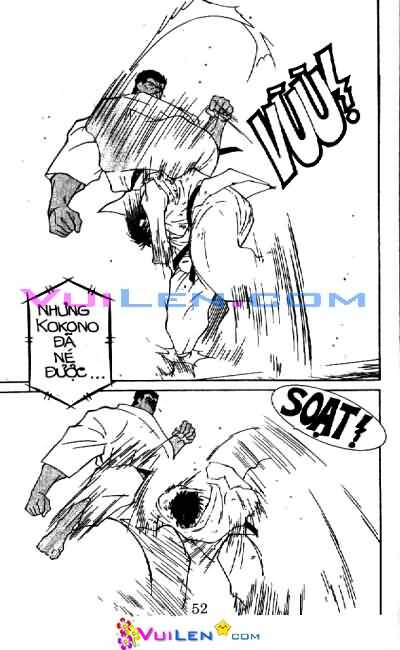 VÙÙ!
VuiLen.com
NHƯNG
KOKONO
ĐÃ
NÉ
ĐƯỢC...
SOẠT!
52
VuiLen.com